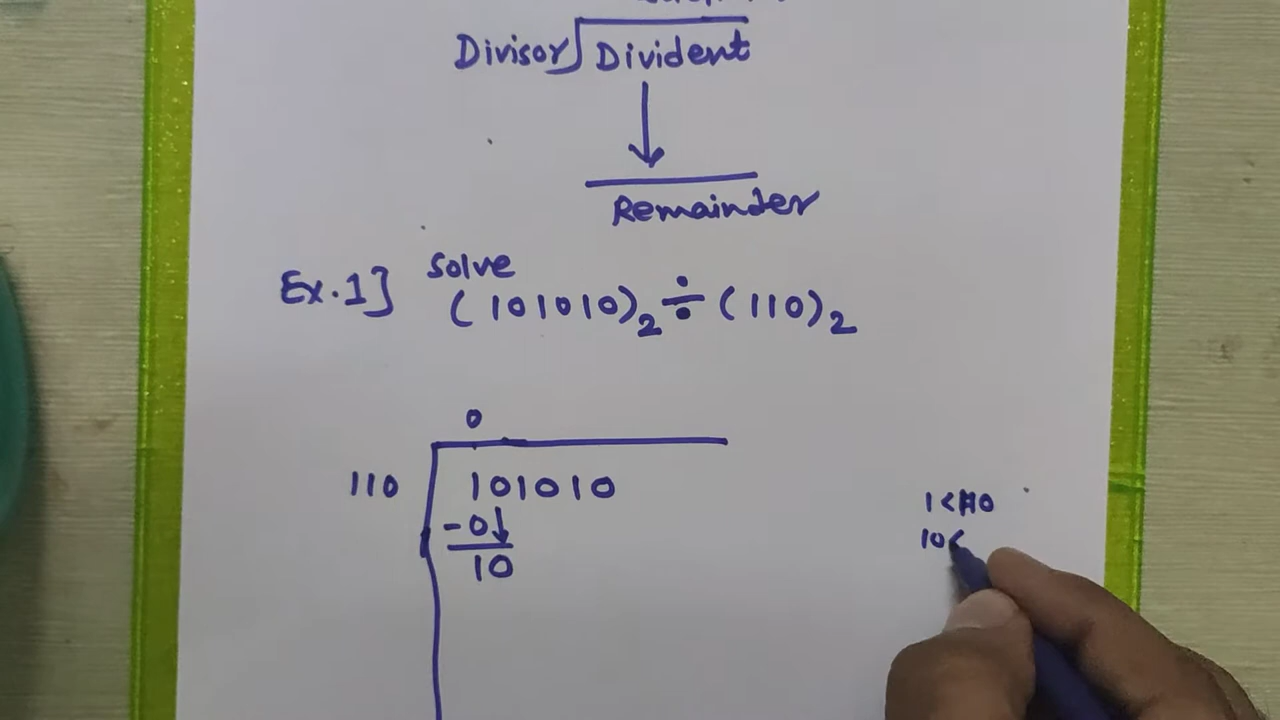 Divisor Divident
Remainder
Ex.1] Solve
(101010)2 ÷ (110)2
0
110 101010
-0↓
10
1<110
10<